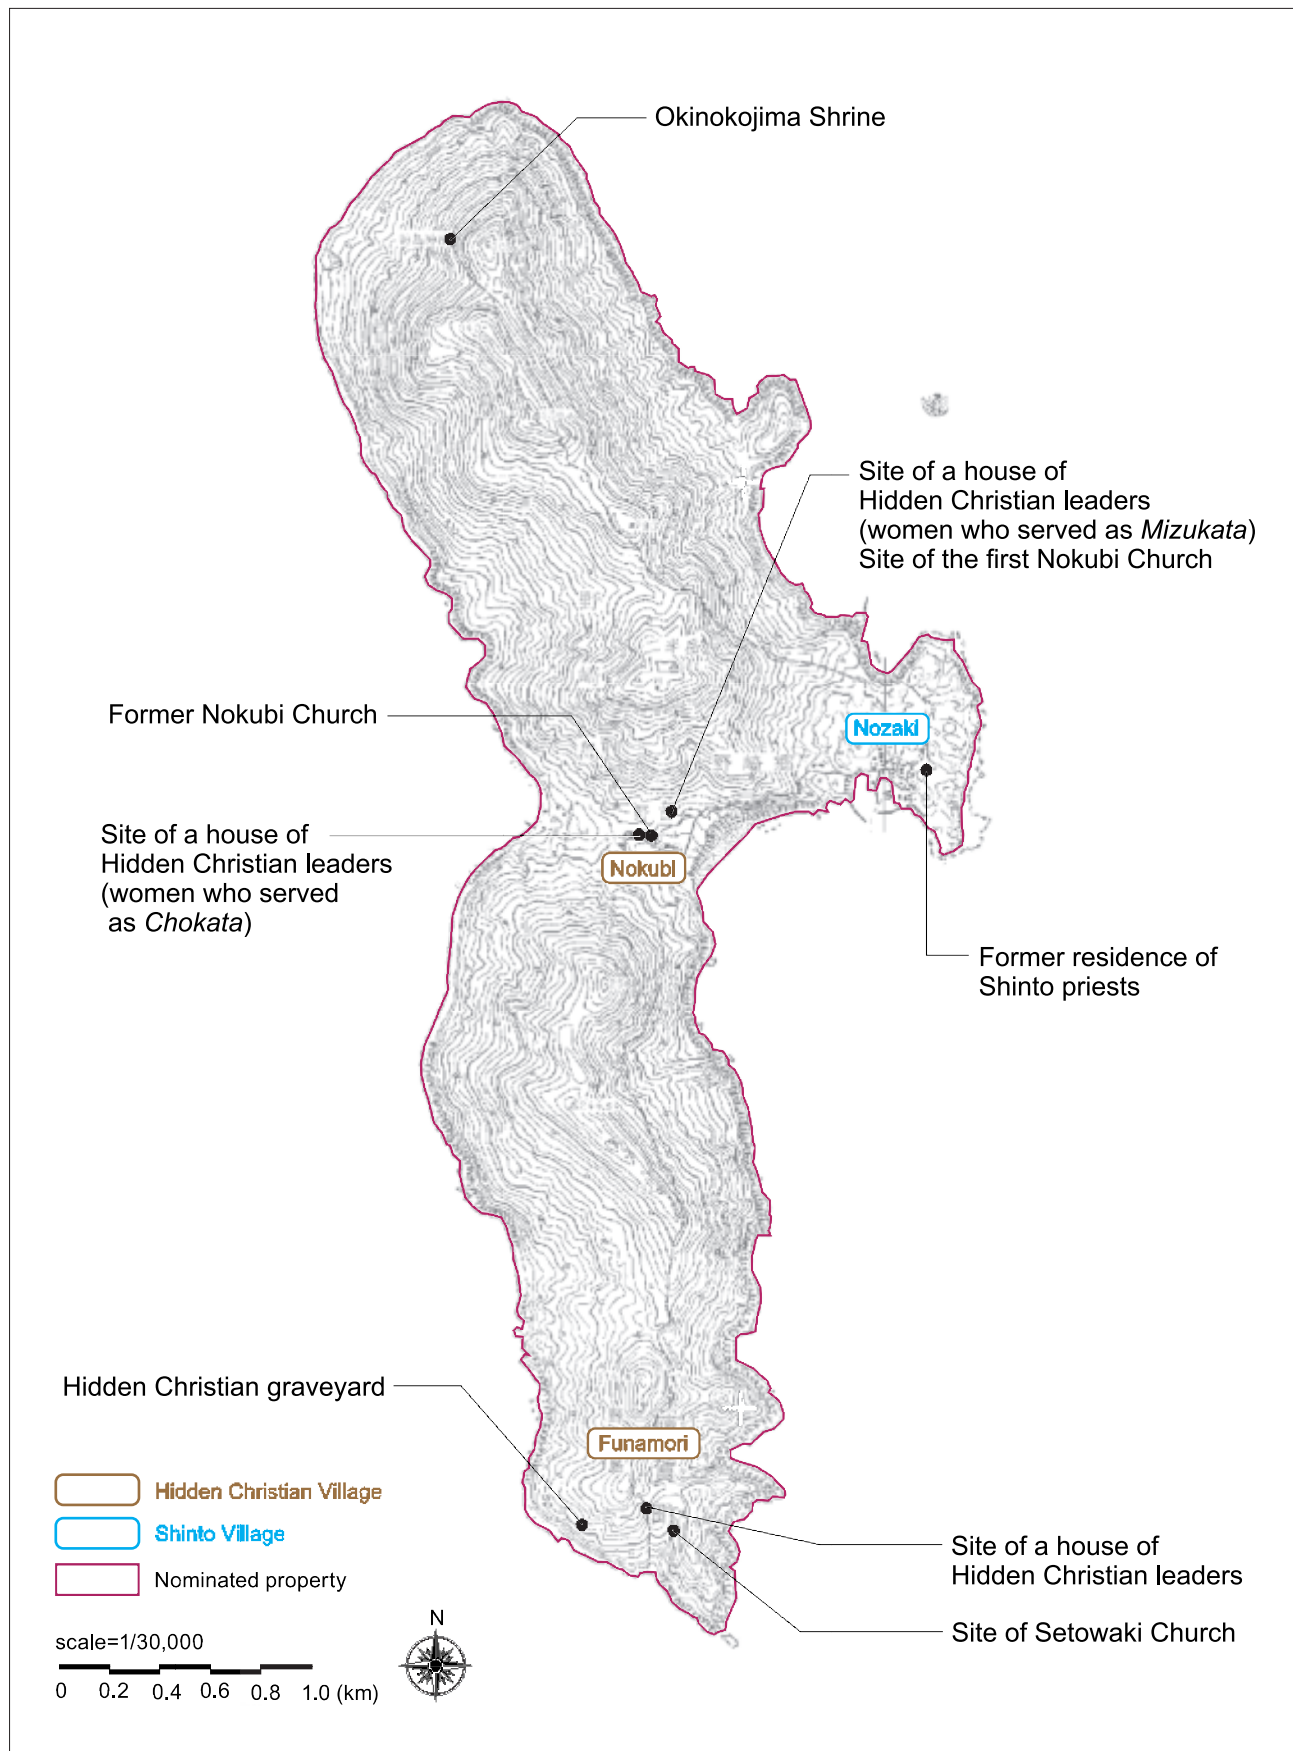 Okinokojima Shrine
Site of a house of
Hidden Christian leaders
(women who served as Mizukata)
Site of the first Nokubi Church
Former Nokubi Church
Nozaki
Site of a house of
Hidden Christian leaders
(women who served
as Chokata)
Nokubi
Former residence of
Shinto priests
Hidden Christian graveyard
Funamori
Hidden Christian Village
Shinto Village
Nominated property
Site of a house of
Hidden Christian leaders
Site of Setowaki Church
scale=1/30,000
0 0.2 0.4 0.6 0.8 1.0 (km)
N